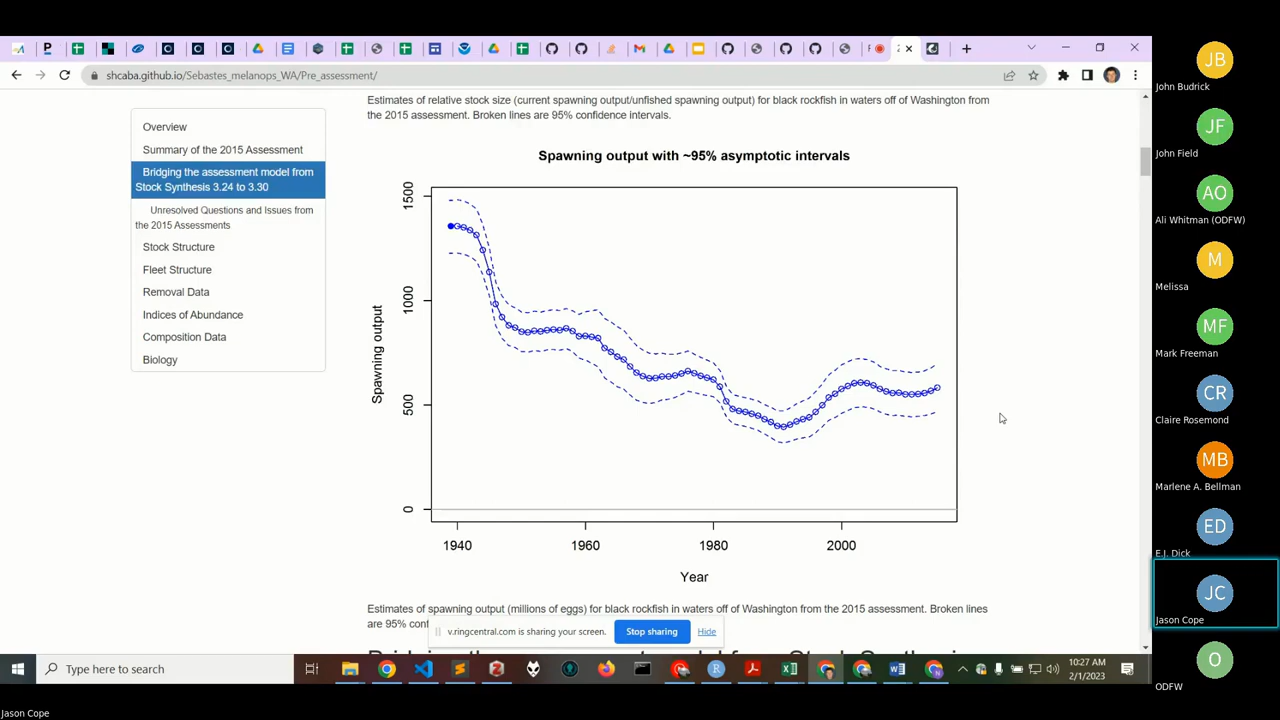 shcaba.github.io/Sebastes_melanops_WA/Pre_assessment/
Overview
Summary of the 2015 Assessment
Bridging the assessment model from
Stock Synthesis 3.24 to 3.30
Unresolved Questions and Issues from
the 2015 Assessments
Stock Structure
Fleet Structure
Removal Data
Indices of Abundance
Composition Data
Biology
Estimates of relative stock size (current spawning output/unfished spawning output) for black rockfish in waters off of Washington from
the 2015 assessment. Broken lines are 95% confidence intervals.
Spawning output with ~95% asymptotic intervals
Spawning output
1500
1000
500
0
1940
1960
1980
2000
Year
Estimates of spawning output (millions of eggs) for black rockfish in waters off of Washington from the 2015 assessment. Broken lines
are 95% conf
v.ringcentral.com is sharing your screen.
Stop sharing
Hide
Type here to search
10:27 AM
2/1/2023
JB
John Budrick
JF
John Field
AO
Ali Whitman (ODFW)
M
Melissa
MF
Mark Freeman
CR
Claire Rosemond
MB
Marlene A. Bellman
ED
E.J. Dick
JC
Jason Cope
O
ODFW
Jason Cope